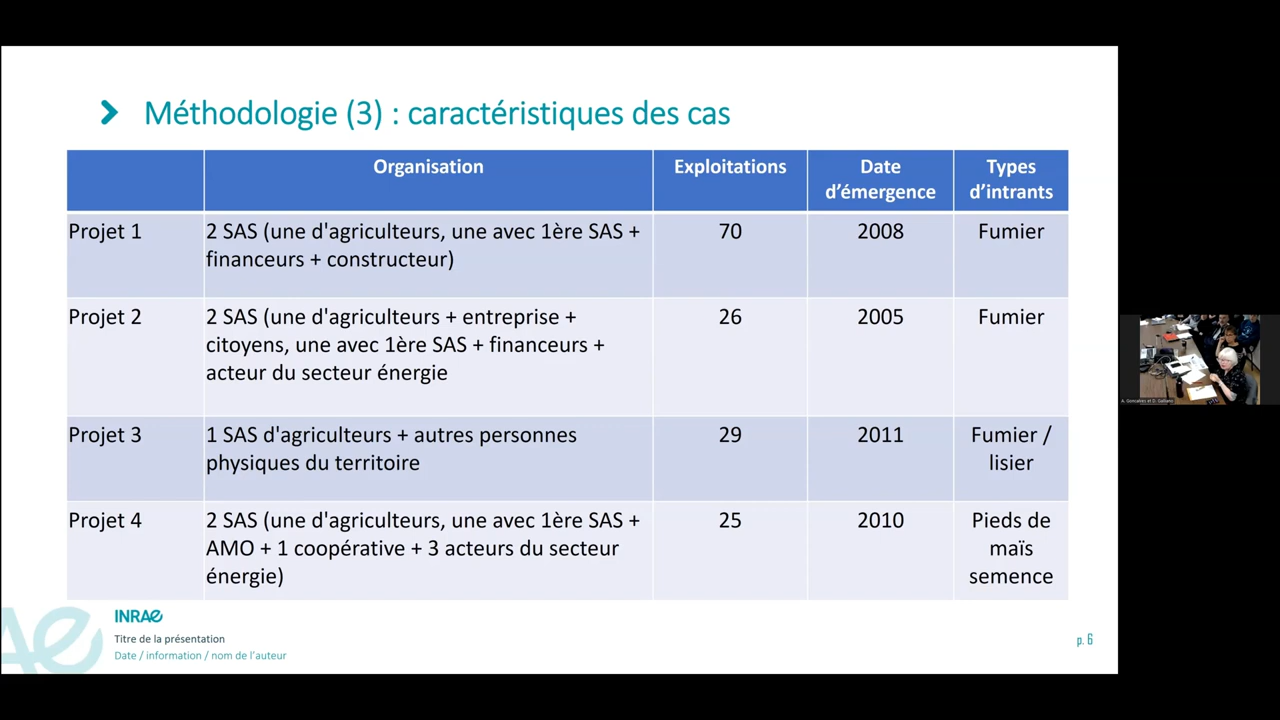 Méthodologie (3) : caractéristiques des cas
Organisation
Exploitations
Date
d’émergence
Types
d’intrants
Projet 1
2 SAS (une d'agriculteurs, une avec 1ère SAS +
financeurs + constructeur)
70
2008
Fumier
Projet 2
2 SAS (une d'agriculteurs + entreprise +
citoyens, une avec 1ère SAS + financeurs +
acteur du secteur énergie
26
2005
Fumier
Projet 3
1 SAS d'agriculteurs + autres personnes
physiques du territoire
29
2011
Fumier /
lisier
Projet 4
2 SAS (une d'agriculteurs, une avec 1ère SAS +
AMO + 1 coopérative + 3 acteurs du secteur
énergie)
25
2010
Pieds de
maïs
semence
INRAE
Titre de la présentation
Date / information / nom de l’auteur
p. 6
A. Goncalves et D. Galliano